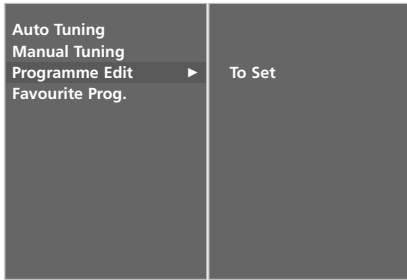 Auto Tuning
Manual Tuning
Programme Edit ► To Set
Favourite Prog.